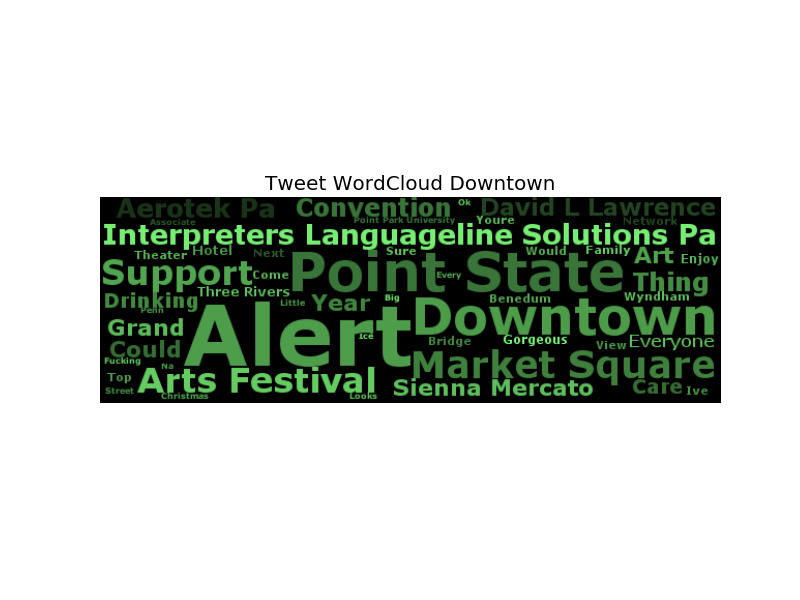 Tweet WordCloud Downtown
Aerotek Pa Convention Ok David L Lawrence
Associate Point Park University Youre Network
Interpreters Languageline Solutions Pa
Theater Hotel Next Sure Would Family Art Enjoy
Support Come Point State Every Thing
Drinking Three Rivers Little Year Big Benedum Wyndham
Penn Alert Downtown
Grand Ice Bridge Gorgeous View Everyone
Could Market Square
Fucking Na
Top Arts Festival Sienna Mercato Care Ive
Street Christmas Looks